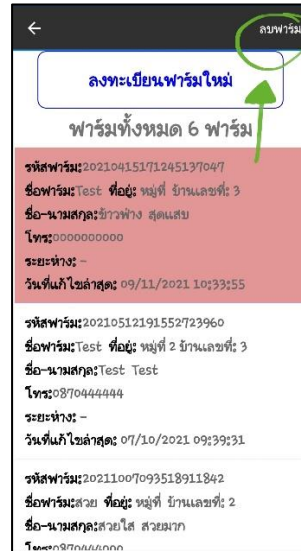 ลบฟาร์ม
ลงทะเบียนฟาร์มใหม่
ฟาร์มทั้งหมด 6 ฟาร์ม
รหัสฟาร์ม:20210415171245137047
ชื่อฟาร์ม:Test ที่อยู่: หมู่ที่ บ้านเลขที่: 3
ชื่อ-นามสกุล:ข้าวฟ่าง สุดแสบ
โทร:0000000000
ระยะห่าง: -
วันที่แก้ไขล่าสุด: 09/11/2021 10:33:55
รหัสฟาร์ม:20210512191552723960
ชื่อฟาร์ม:Test ที่อยู่: หมู่ที่ 2 บ้านเลขที่: 3
ชื่อ-นามสกุล:Test Test
โทร:0870444444
ระยะห่าง: -
วันที่แก้ไขล่าสุด: 07/10/2021 09:39:31
รหัสฟาร์ม:20211007093518911842
ชื่อฟาร์ม:สวย ที่อยู่: หมู่ที่ บ้านเลขที่: 2
ชื่อ-นามสกุล:สวยใส สวยมาก
โทร:0870444000